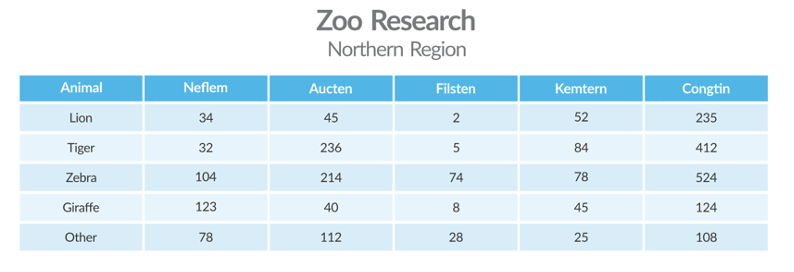 Zoo Research
Northern Region
Animal Neflem Aucten Filsten Kemtern Congtin
Lion 34 45 2 52 235
Tiger 32 236 5 84 412
Zebra 104 214 74 78 524
Giraffe 123 40 8 45 124
Other 78 112 28 25 108